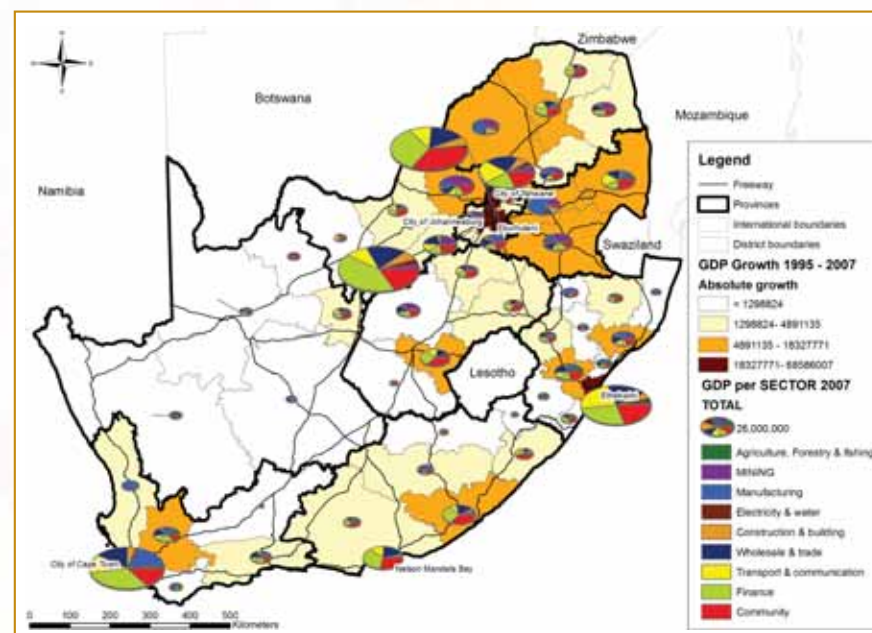 Zimbabwe
Botswana
Mozambique
Namibia
City of Tshwane
City of Johannesburg
Ekurhuleni
Swaziland
Lesotho
Ethekwini
City of Cape Town
Nelson Mandela Bay
Legend
Freeway
Provinces
International boundaries
District boundaries
GDP Growth 1995 - 2007
Absolute growth
< 1298824
1298824- 4891135
4891135 - 18327771
18327771- 68586007
GDP per SECTOR 2007
TOTAL
26,000,000
Agriculture, Forestry & fishing
MINING
Manufacturing
Electricity & water
Construction & building
Wholesale & trade
Transport & communication
Finance
Community
0 100 200 300 400 500
Kilometers